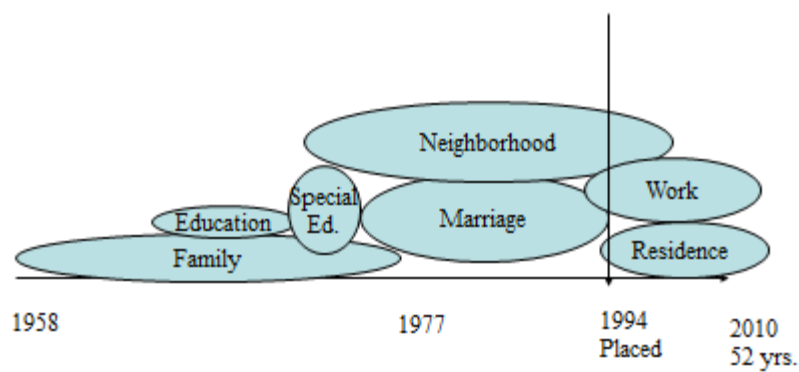 Neighborhood
Special
Ed.
Education
Marriage
Work
Family
Residence
1958
1977
1994
Placed
2010
52 yrs.